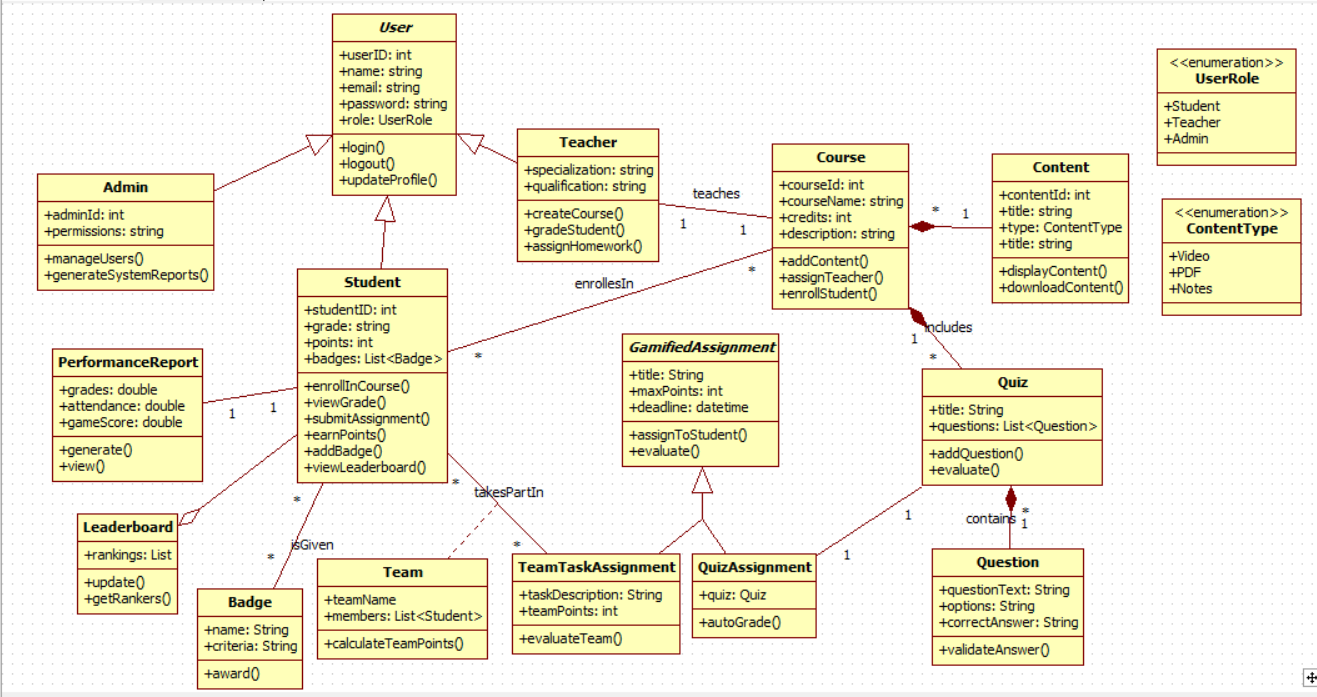 User
+userID: int
+name: string
+email: string
+password: string
+role: UserRole
+login()
+logout()
+updateProfile()
<<enumeration>>
UserRole
+Student
+Teacher
+Admin
Teacher
+specialization: string
+qualification: string
+createCourse()
+gradeStudent()
+assignHomework()
teaches
1
1
Course
+courseId: int
+courseName: string
+credits: int
+description: string
+addContent()
+assignTeacher()
+enrollStudent()
*
1
Content
+contentId: int
+title: string
+type: ContentType
+title: string
+displayContent()
+downloadContent()
<<enumeration>>
ContentType
+Video
+PDF
+Notes
Admin
+adminId: int
+permissions: string
+manageUsers()
+generateSystemReports()
Student
+studentID: int
+grade: string
+points: int
+badges: List<Badge>
+enrollInCourse()
+viewGrade()
+submitAssignment()
+earnPoints()
+addBadge()
+viewLeaderboard()
enrollesIn
*
*
includes
1
*
PerformanceReport
+grades: double
+attendance: double
+gameScore: double
+generate()
+view()
1
1
GamifiedAssignment
+title: String
+maxPoints: int
+deadline: datetime
+assignToStudent()
+evaluate()
Quiz
+title: String
+questions: List<Question>
+addQuestion()
+evaluate()
Leaderboard
+rankings: List
+update()
+getRankers()
*
isGiven
*
*
takesPartIn
*
1
1
contains
*
1
Badge
+name: String
+criteria: String
+award()
Team
+teamName
+members: List<Student>
+calculateTeamPoints()
TeamTaskAssignment
+taskDescription: String
+teamPoints: int
+evaluateTeam()
QuizAssignment
+quiz: Quiz
+autoGrade()
Question
+questionText: String
+options: String
+correctAnswer: String
+validateAnswer()